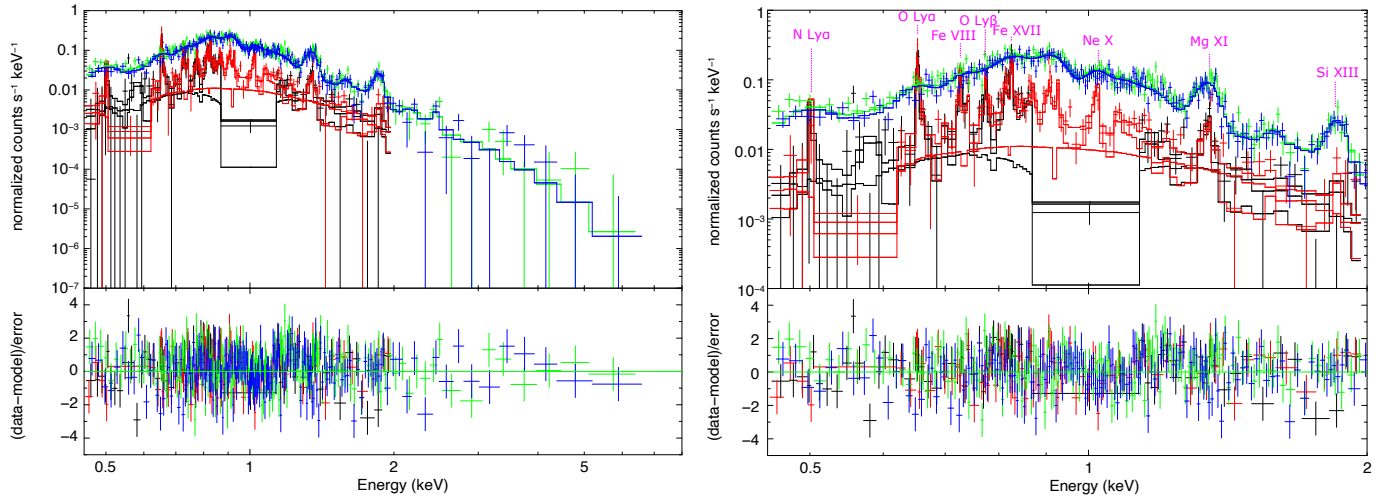 normalized counts s⁻¹ keV⁻¹
0.1
0.01
10⁻³
10⁻⁴
10⁻⁵
10⁻⁶
10⁻⁷
(data−model)/error
4
2
0
−2
−4
0.5
1
2
5
Energy (keV)
N Lyα
O Lyα
Fe VIII
O Lyβ
Fe XVII
Ne X
Mg XI
Si XIII
normalized counts s⁻¹ keV⁻¹
1
0.1
0.01
10⁻³
10⁻⁴
(data−model)/error
4
2
0
−2
−4
0.5
1
2
Energy (keV)